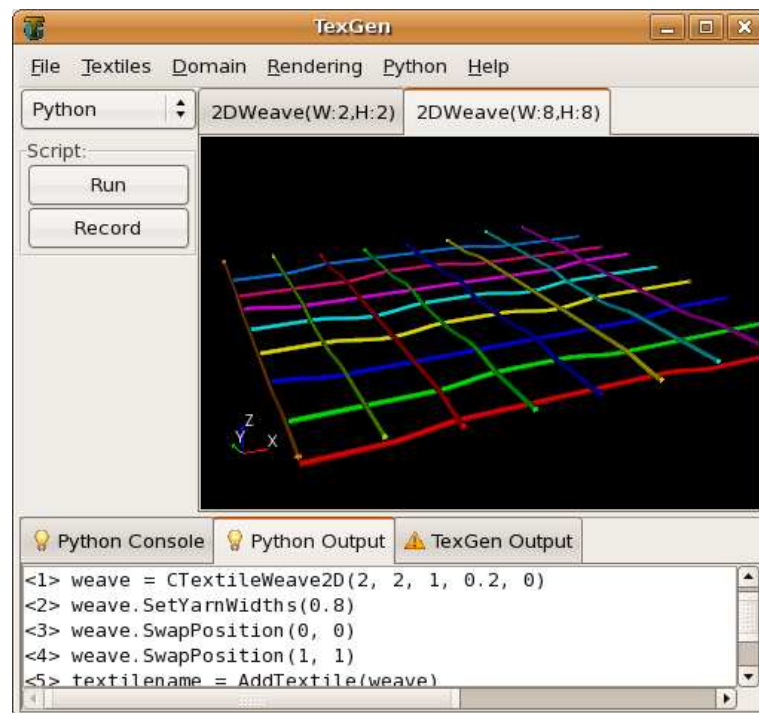 TexGen
File Textiles Domain Rendering Python Help
Python 2DWeave(W:2,H:2) 2DWeave(W:8,H:8)
Script:
Run
Record
Z
Y X
Python Console Python Output TexGen Output
<1> weave = CTextileWeave2D(2, 2, 1, 0.2, 0)
<2> weave.SetYarnWidths(0.8)
<3> weave.SwapPosition(0, 0)
<4> weave.SwapPosition(1, 1)
<5> textilename = AddTextile(weave)